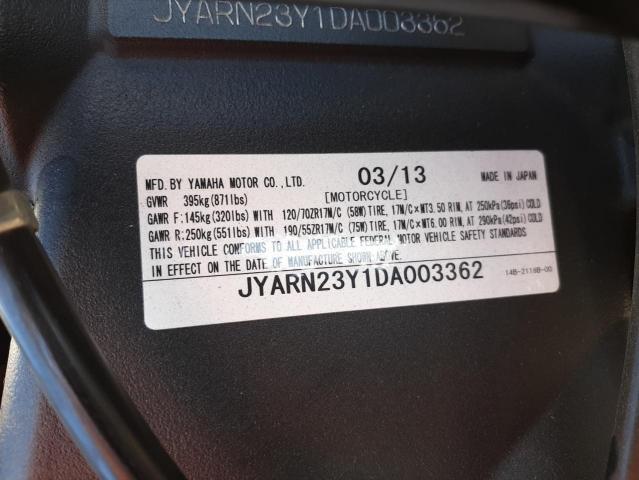 JYARN23Y1DA003362
MFD. BY YAMAHA MOTOR CO.,LTD. 03/13 MADE IN JAPAN
GVWR 395kg(871lbs) [MOTORCYCLE]
GAWR F:145kg(320lbs) WITH 120/70ZR17M/C (58W) TIRE, 17M/C×MT3.50 RIM, AT 250kPa(36psi)COLD
GAWR R:250kg(551lbs) WITH 190/55ZR17M/C (75W) TIRE, 17M/C×MT6.00 RIM, AT 290kPa(42psi)COLD
THIS VEHICLE CONFORMS TO ALL APPLICABLE FEDERAL MOTOR VEHICLE SAFETY STANDARDS
IN EFFECT ON THE DATE OF MANUFACTURE SHOWN ABOVE.
JYARN23Y1DA003362 14B-2118B-00